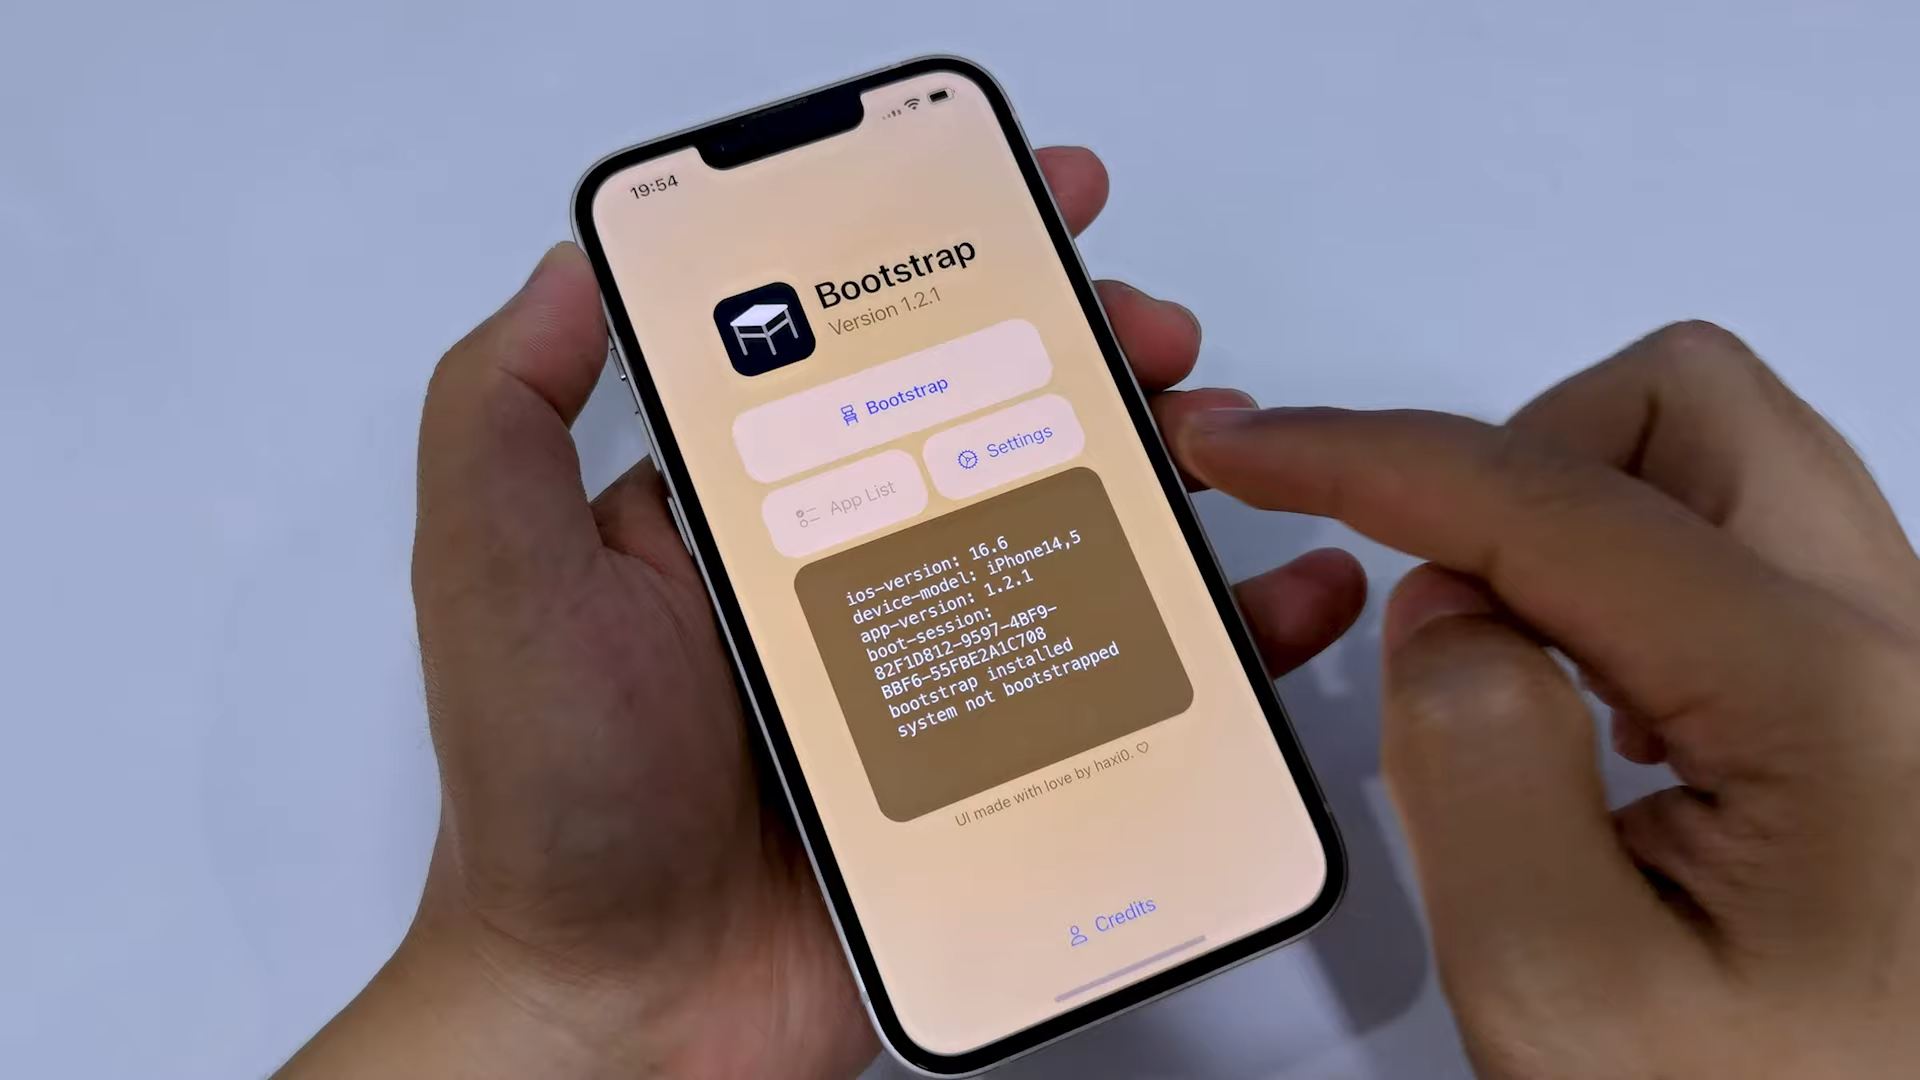 19:54
Bootstrap
Version 1.2.1
Bootstrap
App List
Settings
ios-version: 16.6
device-model: iPhone14,5
app-version: 1.2.1
boot-session:
82F1D812-9597-4BF9-
BBF6-55FBE2A1C708
bootstrap installed
system not bootstrapped
UI made with love by haxi0. ♡
Credits